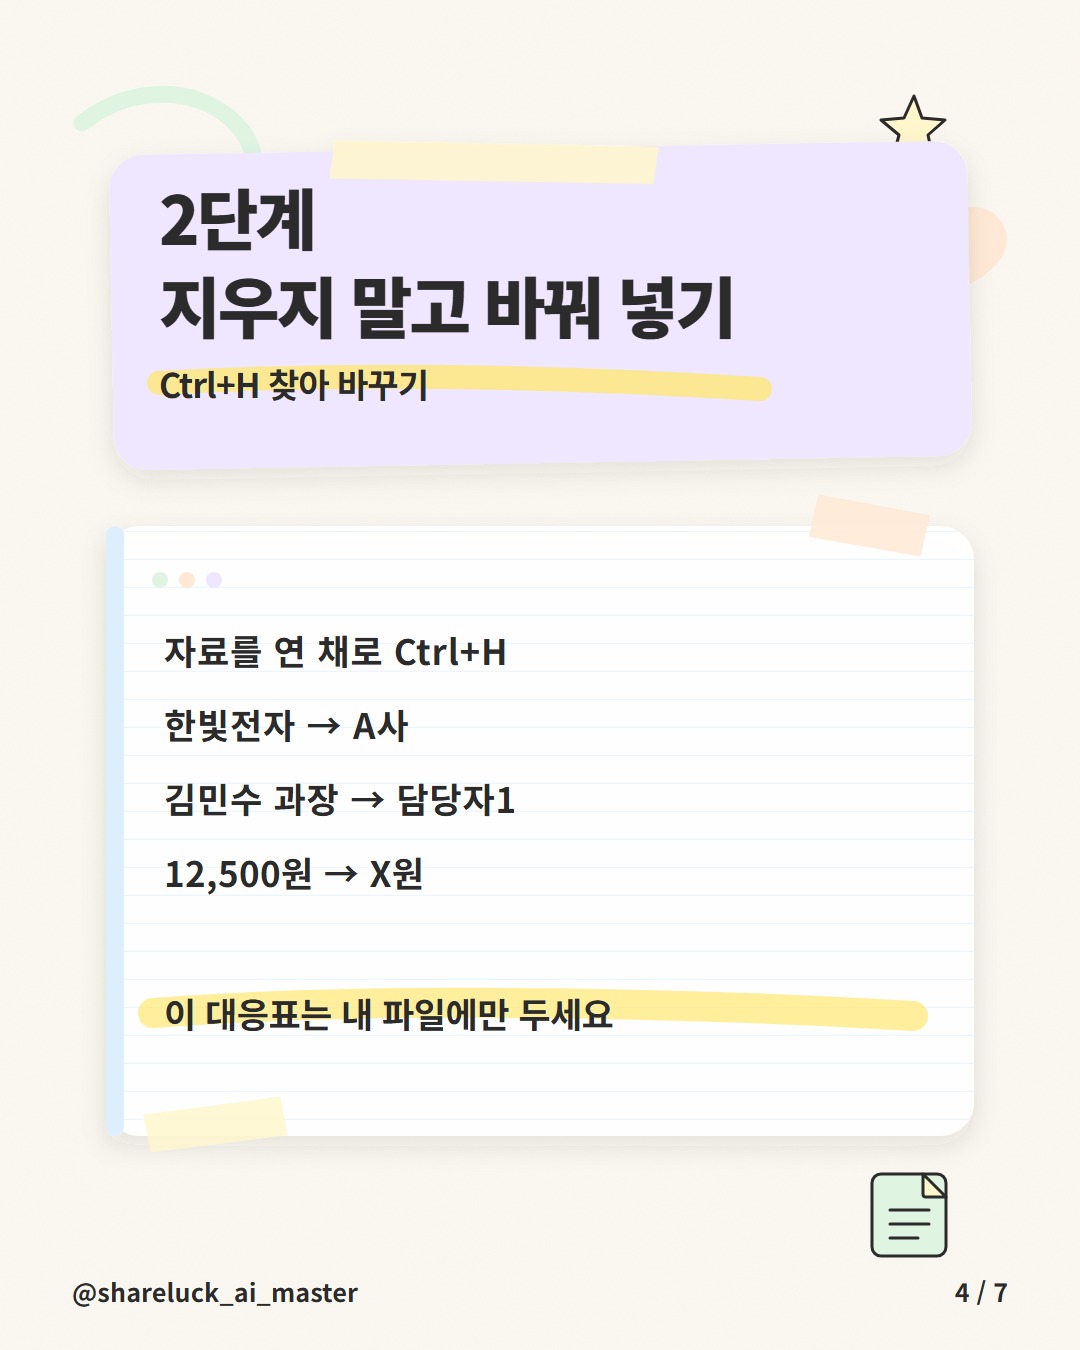 2단계
지우지 말고 바꿔 넣기
Ctrl+H 찾아 바꾸기
자료를 연 채로 Ctrl+H
한빛전자 → A사
김민수 과장 → 담당자1
12,500원 → X원
이 대응표는 내 파일에만 두세요
@shareluck_ai_master
4 / 7